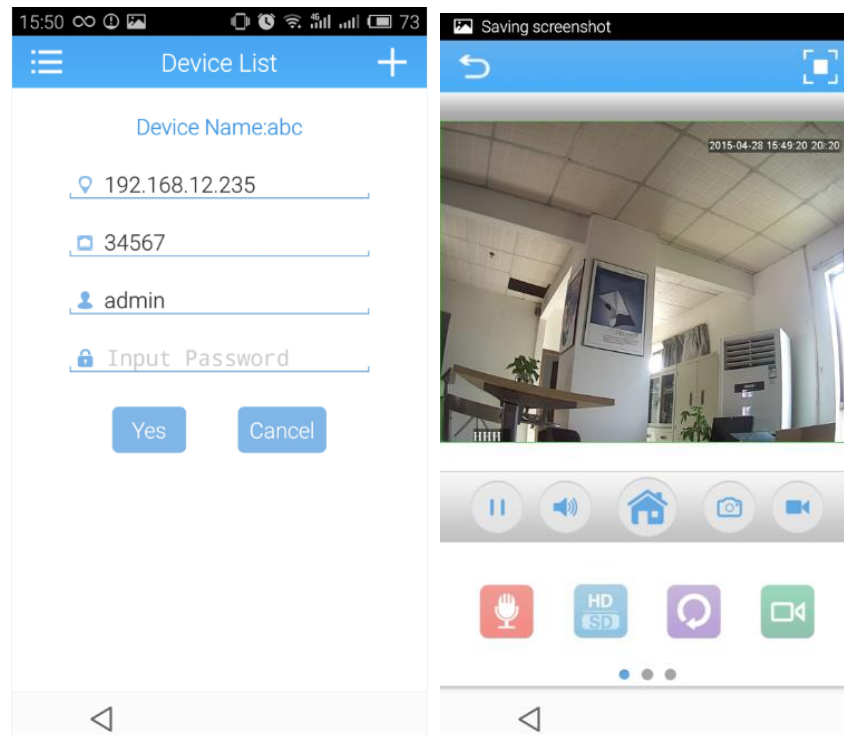 15:50 73
Device List
Device Name:abc
192.168.12.235
34567
admin
Input Password
Yes Cancel
Saving screenshot
2015-04-28 15:49:20 20:20
HHH
HD
SD